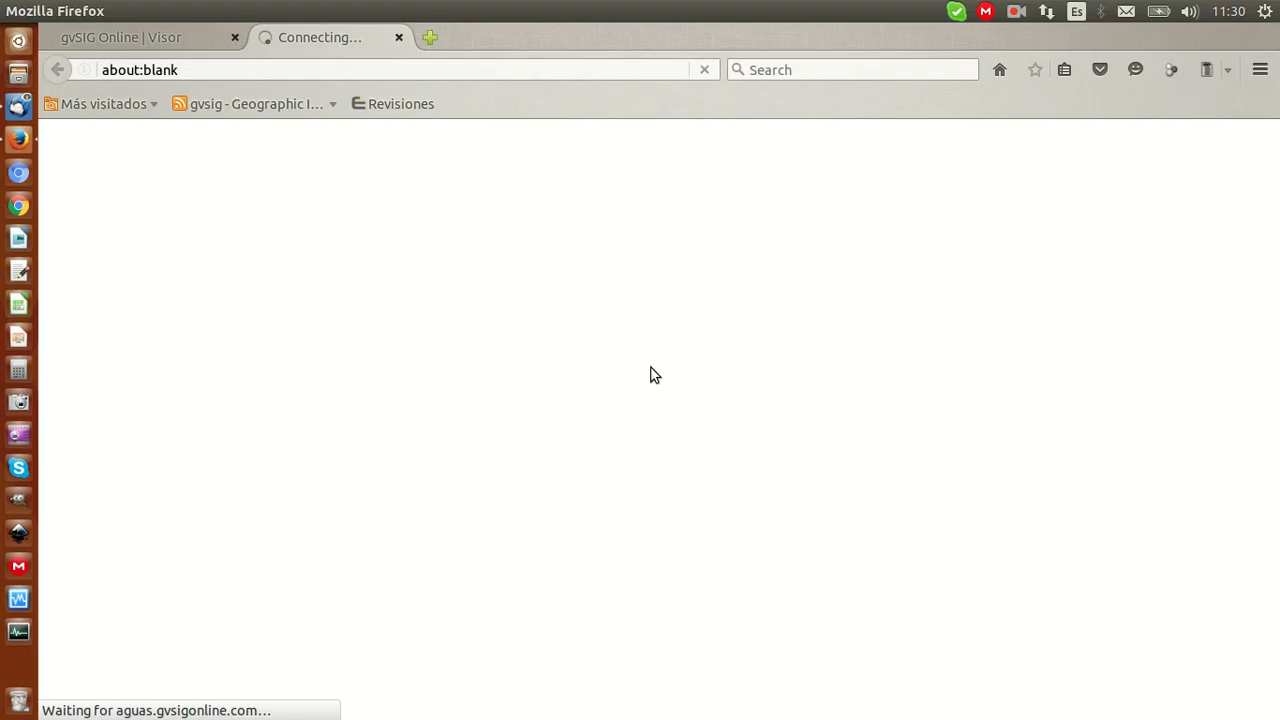 Mozilla Firefox
Es
11:30
gvSIG Online | Visor
Connecting...
about:blank
Search
Más visitados
gvsig - Geographic I...
Revisiones
Waiting for aguas.gvsigonline.com...